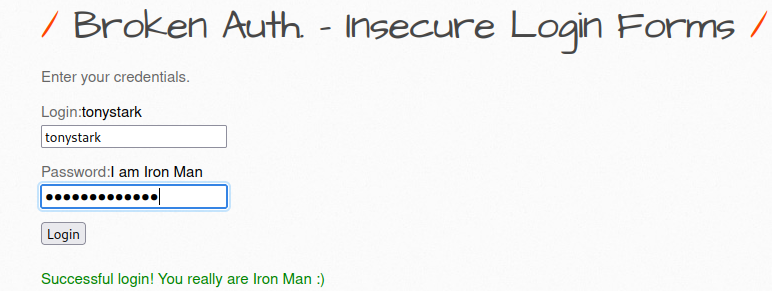 / Broken Auth. - Insecure Login Forms /
Enter your credentials.
Login:tonystark
tonystark
Password:I am Iron Man
●●●●●●●●●●●●●
Login
Successful login! You really are Iron Man :)